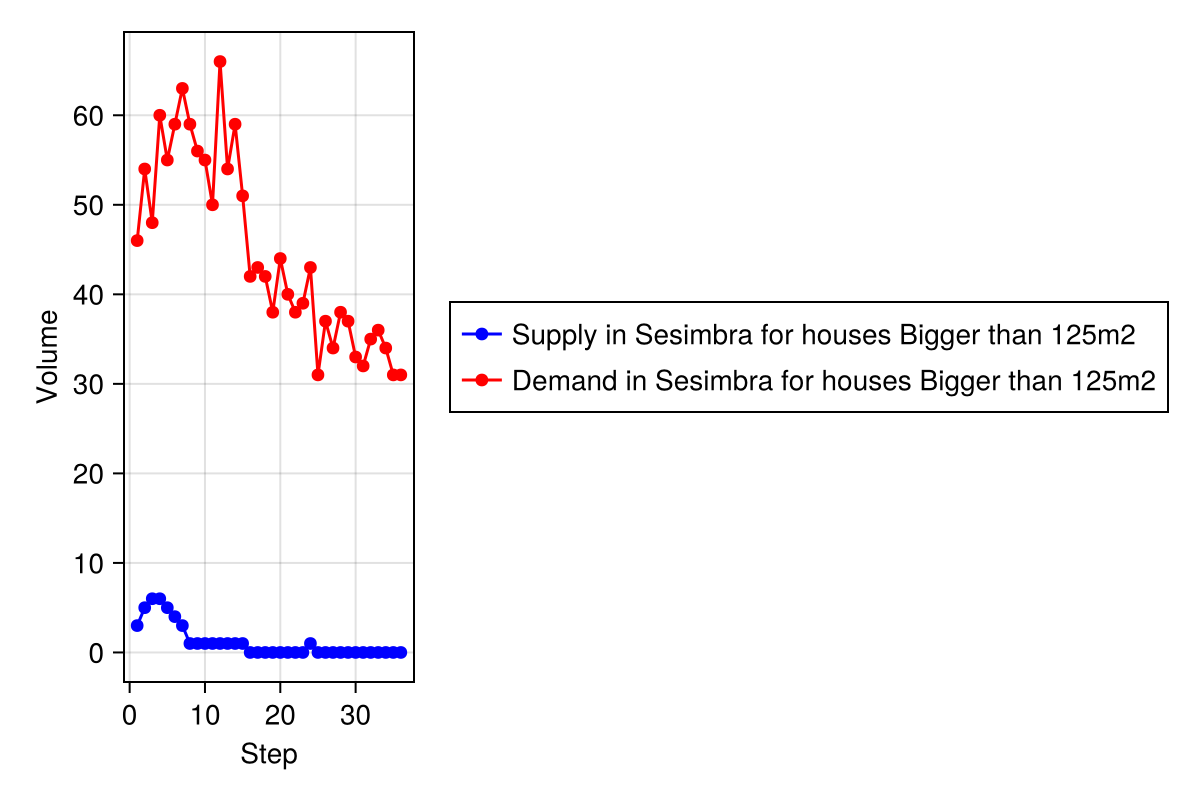 60
50
40
30
20
10
0
Volume
0 10 20 30
Step
Supply in Sesimbra for houses Bigger than 125m2
Demand in Sesimbra for houses Bigger than 125m2